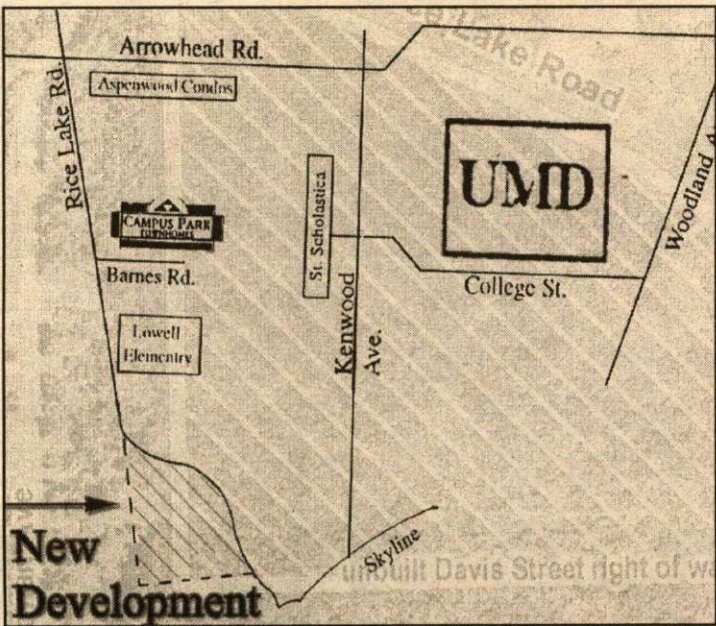 Arrowhead Rd.
Lake Road
Aspenwood Condos
Rice Lake Rd.
UMD
Woodland
CAMPUS PARK
TOWNHOMES
St. Scholastica
Barnes Rd.
College St.
Lowell
Elementry
Kenwood
Ave.
New
Development
Skyline
unbuilt Davis Street right of wa